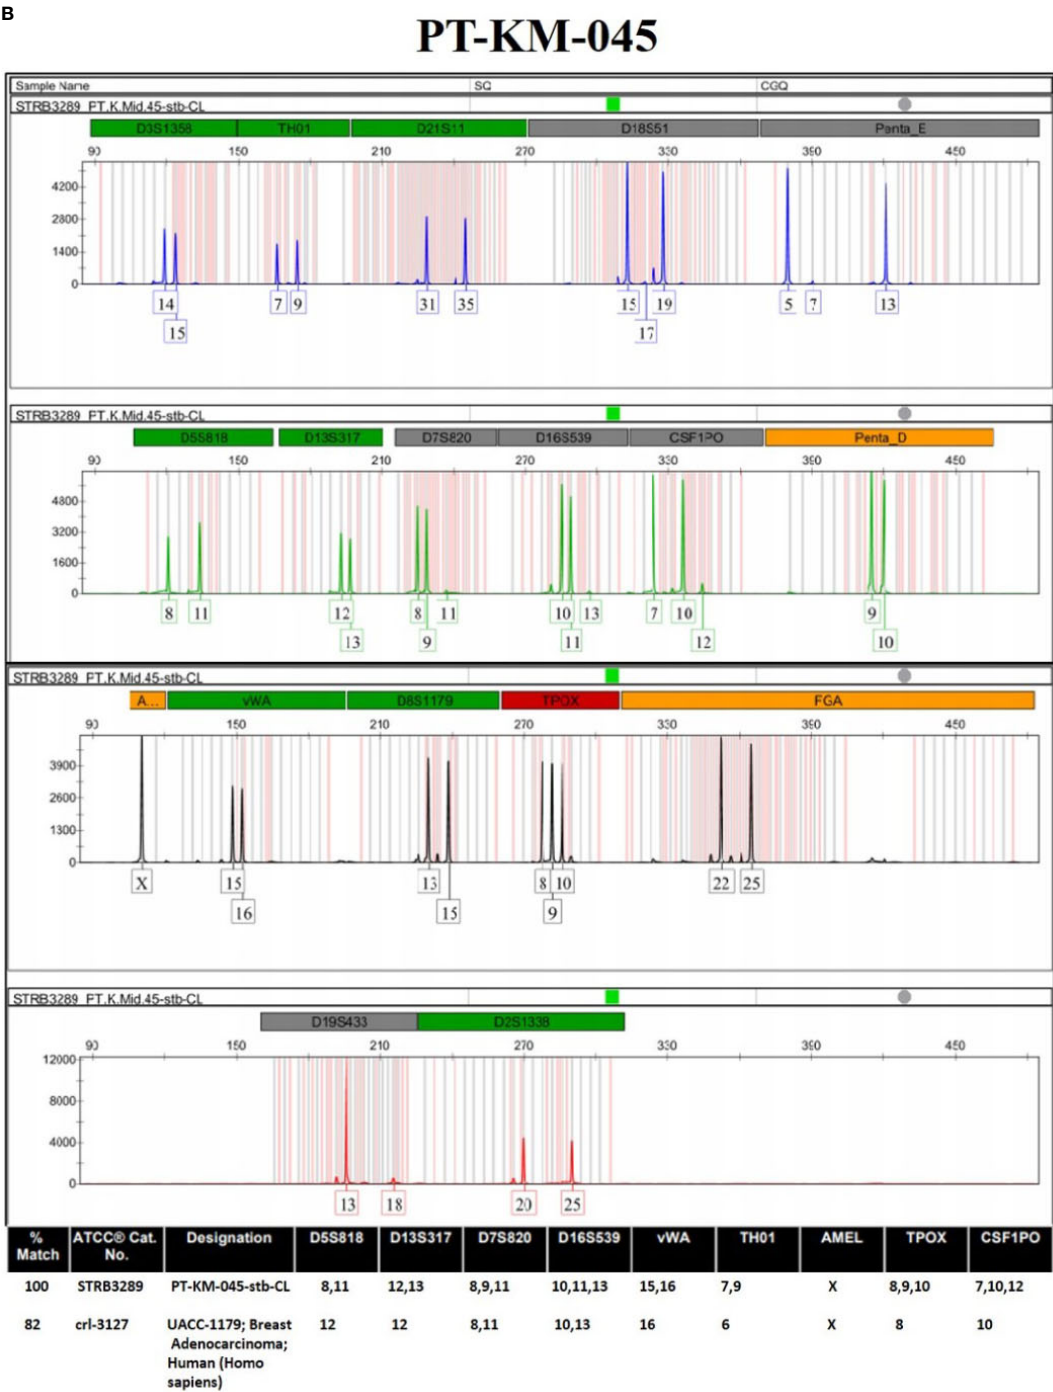 B
PT-KM-045
Sample Name SQ CGQ
STRB3289 PT.K.Mid.45-stb-CL
D3S1358 TH01 D21S11 D18S51 Penta_E
90 150 210 270 330 390 450
4200
2800
1400
0
14 7 9 31 35 15 19 5 7 13
15 17
STRB3289 PT.K.Mid.45-stb-CL
D5S818 D13S317 D7S820 D16S539 CSF1PO Penta_D
90 150 210 270 330 390 450
4800
3200
1600
0
8 11 12 8 11 10 13 7 10 9
13 9 11 12 10
STRB3289 PT.K.Mid.45-stb-CL
A... vWA D8S1179 TPOX FGA
90 150 210 270 330 390 450
3900
2600
1300
0
X 15 13 8 10 22 25
16 15 9
STRB3289 PT.K.Mid.45-stb-CL
D19S433 D2S1338
90 150 210 270 330 390 450
12000
8000
4000
0
13 18 20 25
% Match ATCC® Cat. No. Designation D5S818 D13S317 D7S820 D16S539 vWA TH01 AMEL TPOX CSF1PO
100 STRB3289 PT-KM-045-stb-CL 8,11 12,13 8,9,11 10,11,13 15,16 7,9 X 8,9,10 7,10,12
82 crl-3127 UACC-1179; Breast 12 12 8,11 10,13 16 6 X 8 10
Adenocarcinoma;
Human (Homo
sapiens)